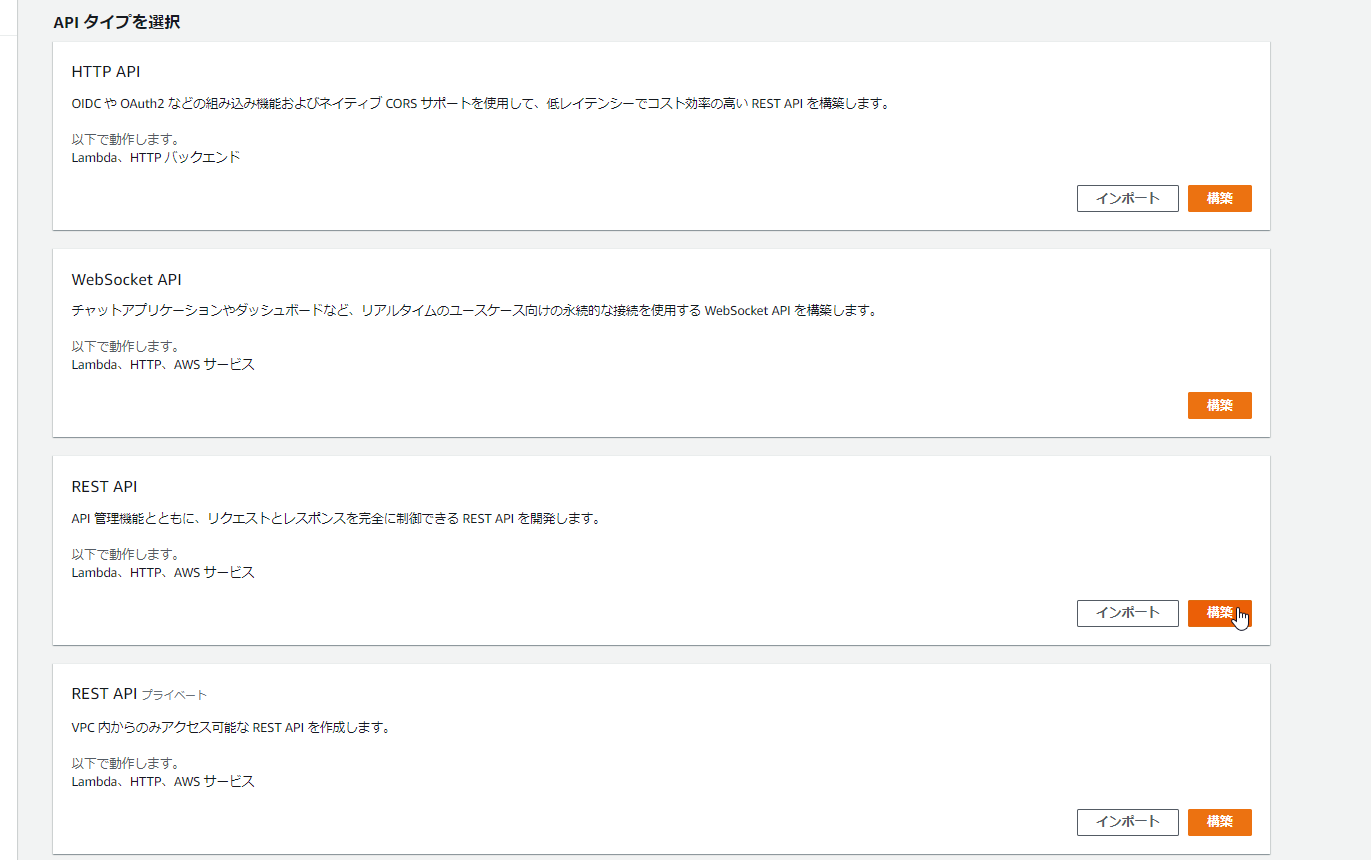 API タイプを選択
HTTP API
OIDC や OAuth2 などの組み込み機能およびネイティブ CORS サポートを使用して、低レイテンシーでコスト効率の高い REST API を構築します。
以下で動作します。
Lambda、HTTP バックエンド
インポート 構築
WebSocket API
チャットアプリケーションやダッシュボードなど、リアルタイムのユースケース向けの永続的な接続を使用する WebSocket API を構築します。
以下で動作します。
Lambda、HTTP、AWS サービス
構築
REST API
API 管理機能とともに、リクエストとレスポンスを完全に制御できる REST API を開発します。
以下で動作します。
Lambda、HTTP、AWS サービス
インポート 構築
REST API プライベート
VPC 内からのみアクセス可能な REST API を作成します。
以下で動作します。
Lambda、HTTP、AWS サービス
インポート 構築